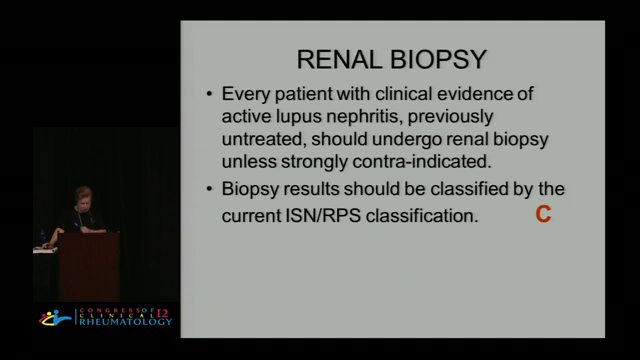 RENAL BIOPSY
• Every patient with clinical evidence of
active lupus nephritis, previously
untreated, should undergo renal biopsy
unless strongly contra-indicated.
• Biopsy results should be classified by the
current ISN/RPS classification. C
CONGRESS OF
CLINICAL 12
RHEUMATOLOGY